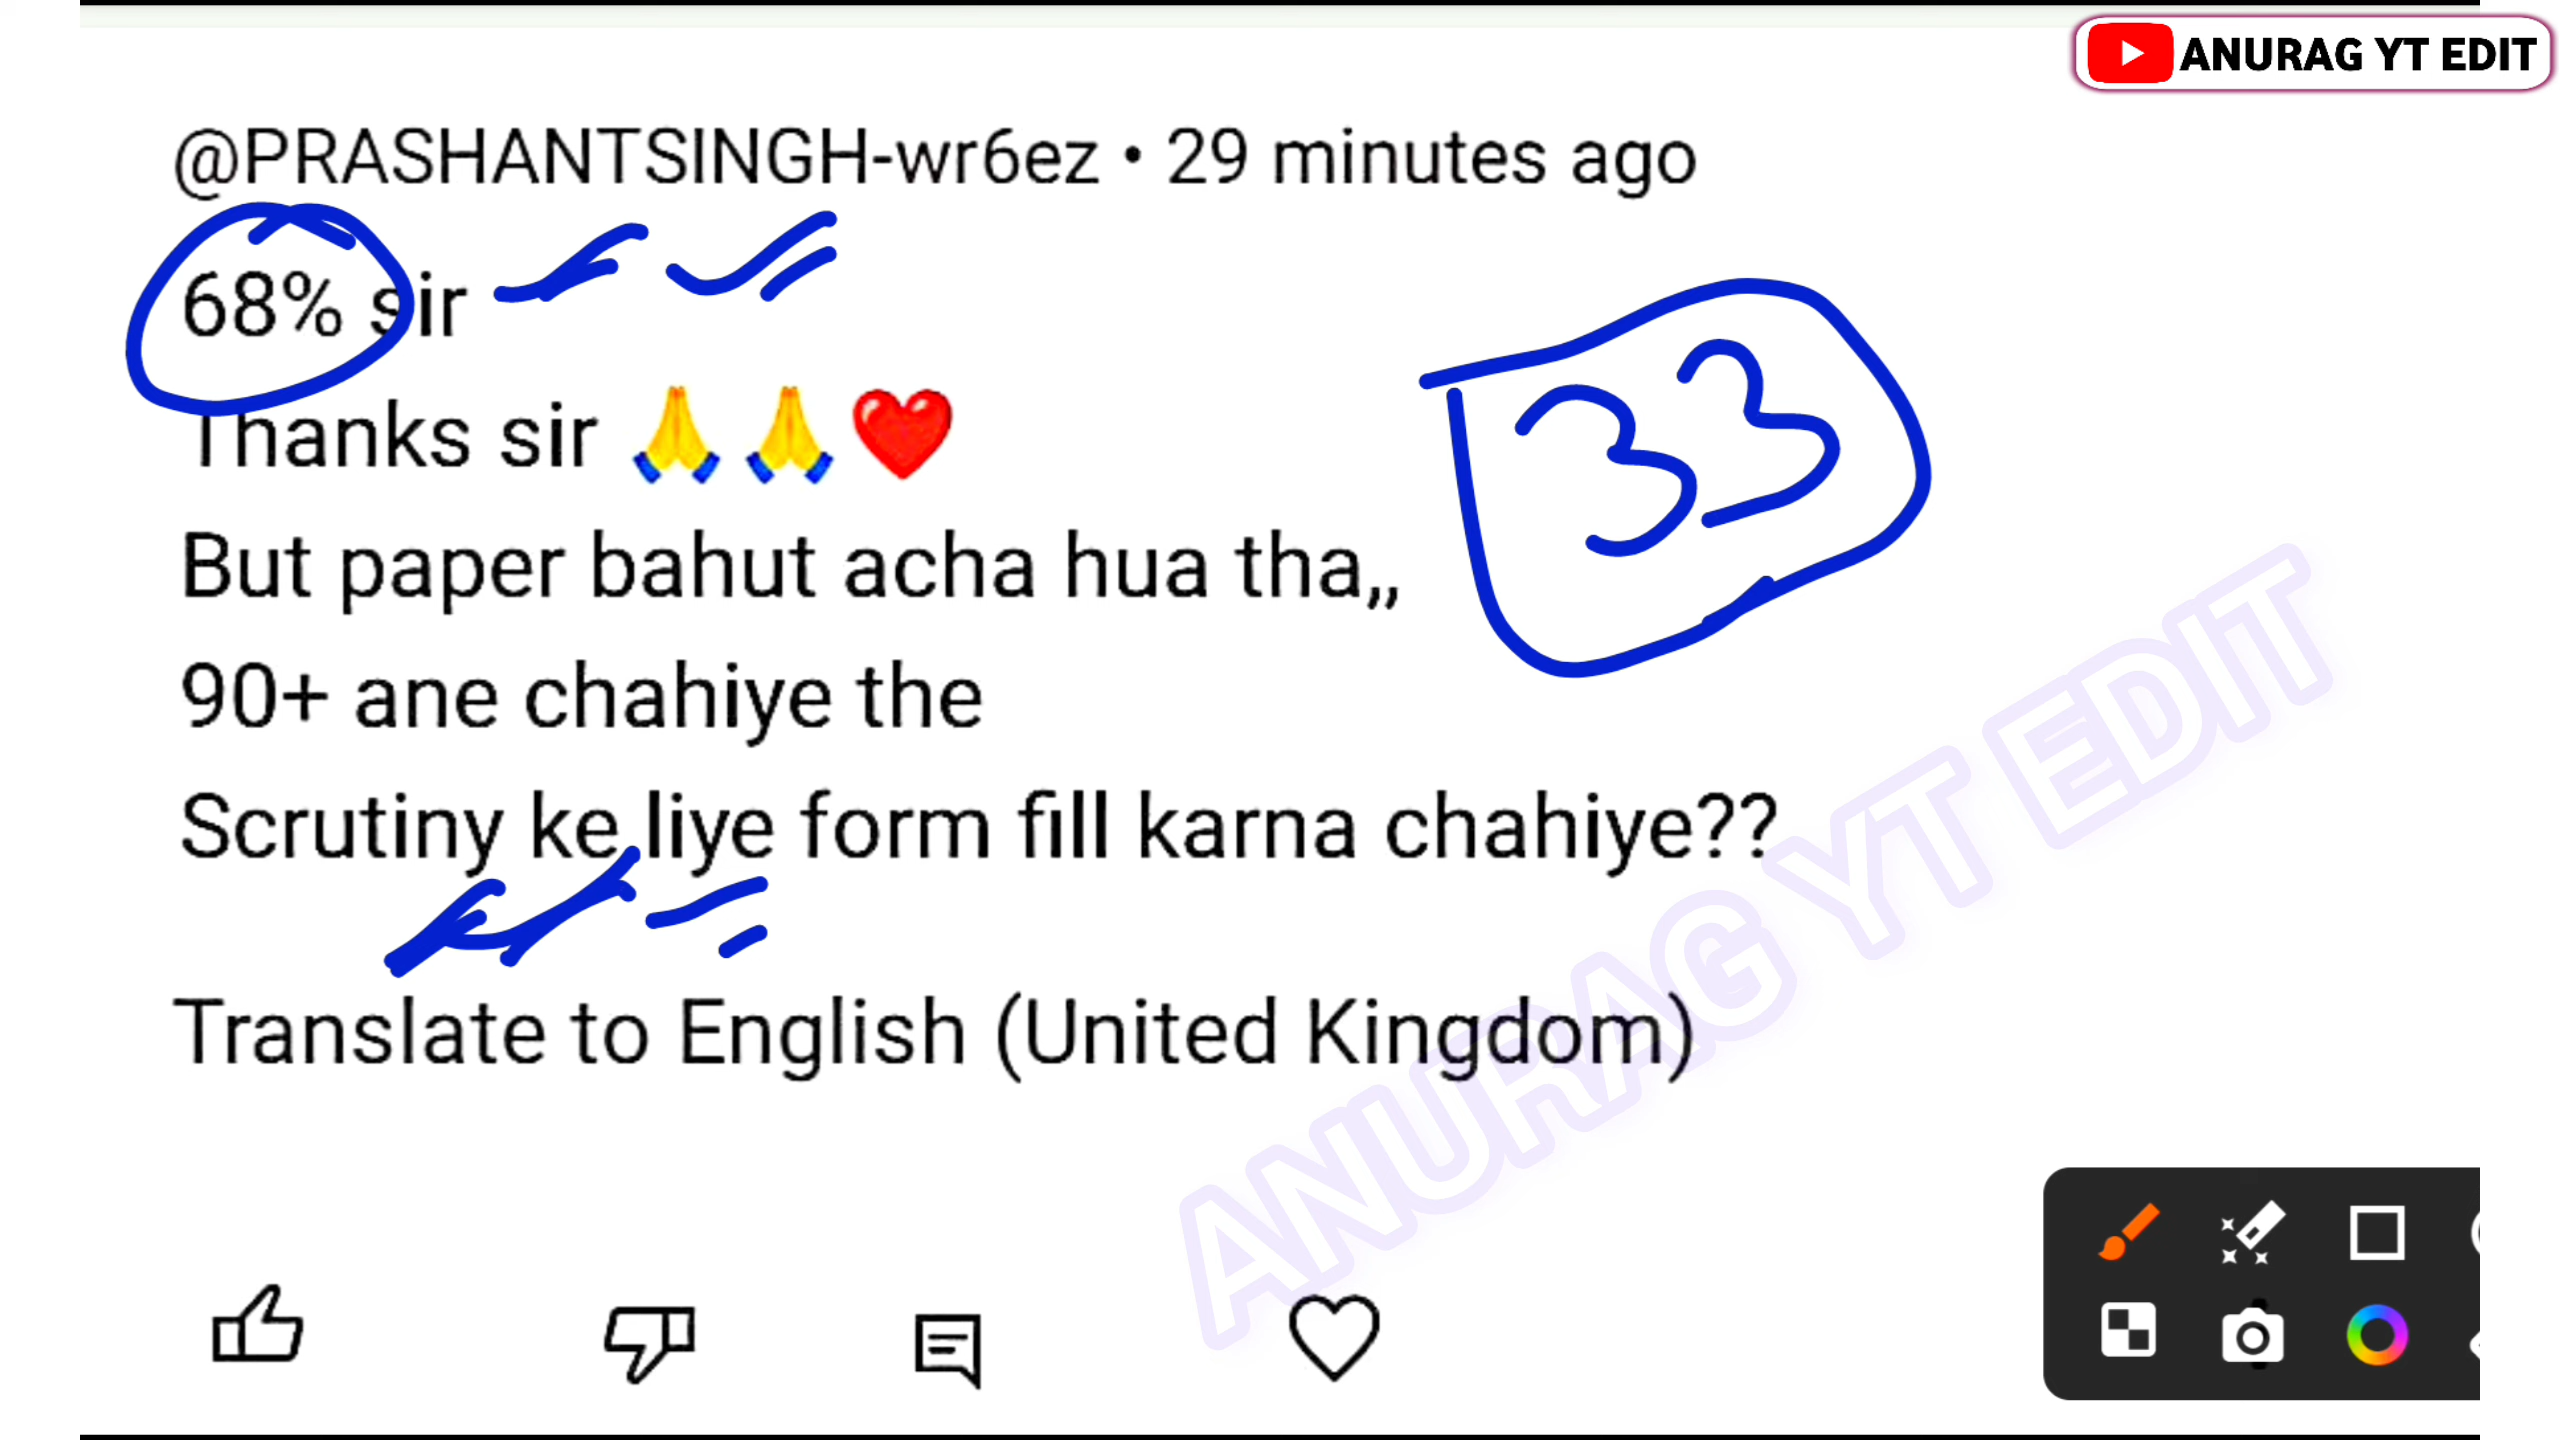 ANURAG YT EDIT
@PRASHANTSINGH-wr6ez • 29 minutes ago
68% sir
Thanks sir 🙏🙏❤️
33
But paper bahut acha hua tha,,
90+ ane chahiye the
Scrutiny ke liye form fill karna chahiye??
Translate to English (United Kingdom)
ANURAG YT EDIT